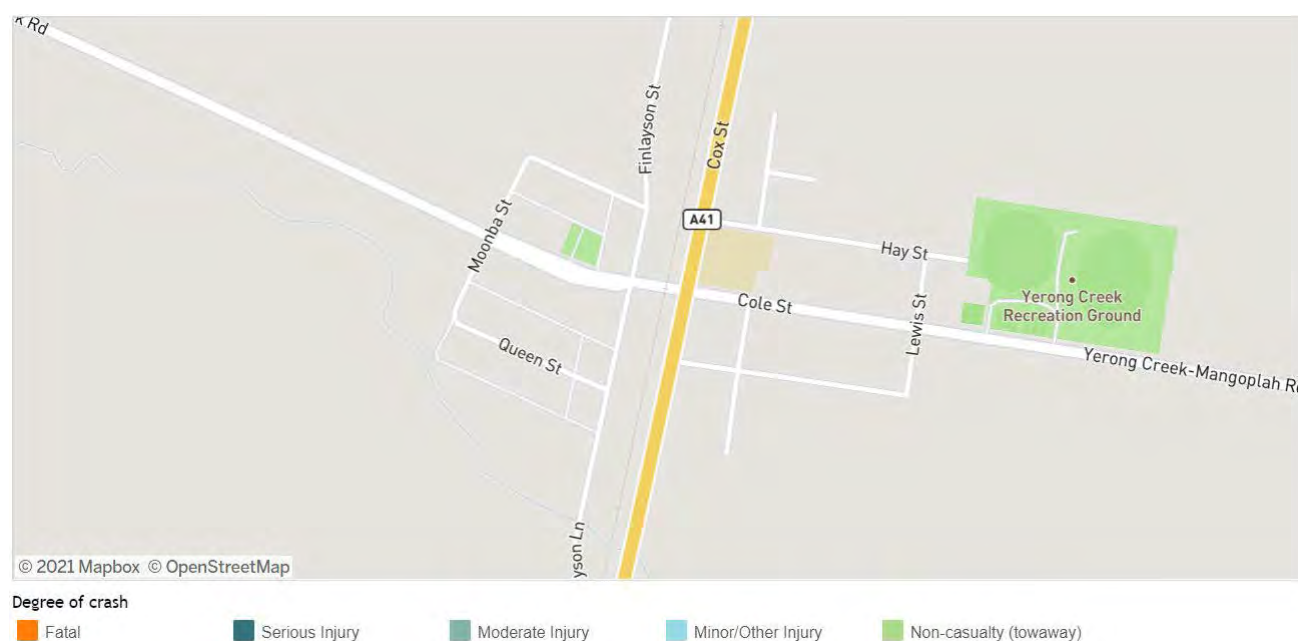 k Rd
Finlayson St
Cox St
Moonba St
A41
Hay St
Yerong Creek
Recreation Ground
Cole St
Lewis St
Queen St
Yerong Creek-Mangoplah R
yson Ln
© 2021 Mapbox © OpenStreetMap
Degree of crash
Fatal
Serious Injury
Moderate Injury
Minor/Other Injury
Non-casualty (towaway)